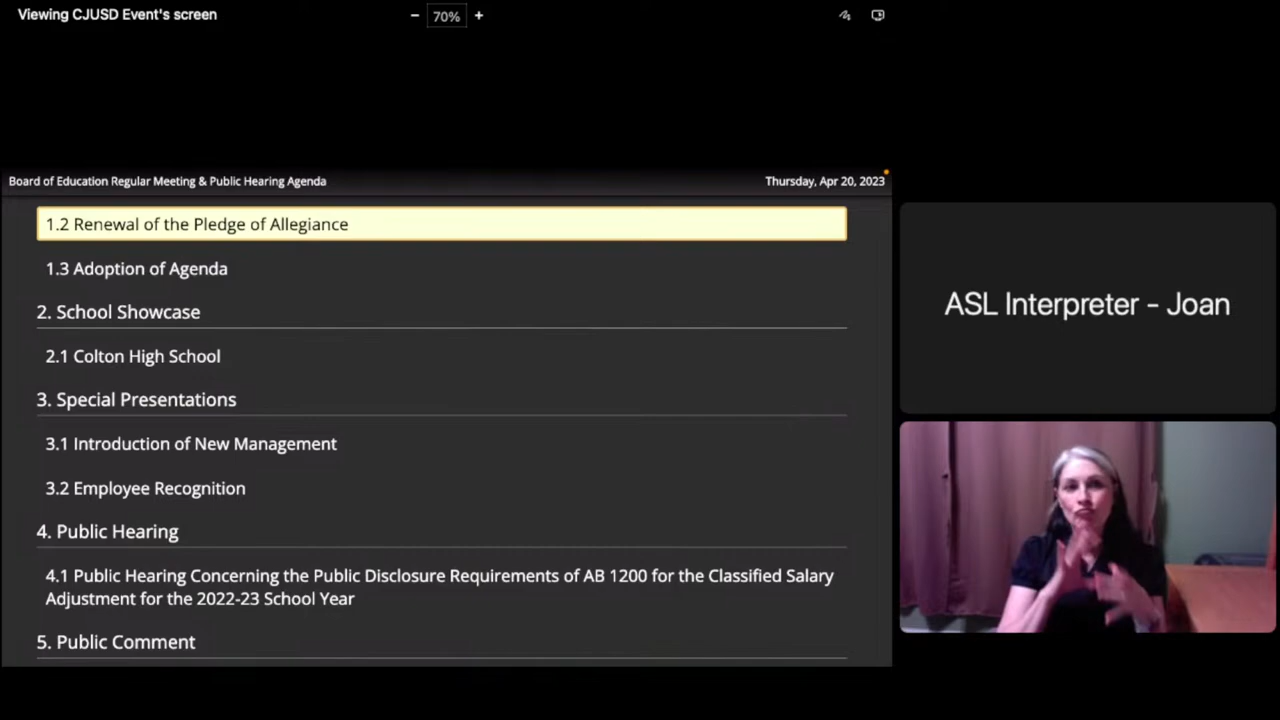 Viewing CJUSD Event's screen
− 70% +
Board of Education Regular Meeting & Public Hearing Agenda
Thursday, Apr 20, 2023
1.2 Renewal of the Pledge of Allegiance
1.3 Adoption of Agenda
2. School Showcase
2.1 Colton High School
3. Special Presentations
3.1 Introduction of New Management
3.2 Employee Recognition
4. Public Hearing
4.1 Public Hearing Concerning the Public Disclosure Requirements of AB 1200 for the Classified Salary
Adjustment for the 2022-23 School Year
5. Public Comment
ASL Interpreter - Joan